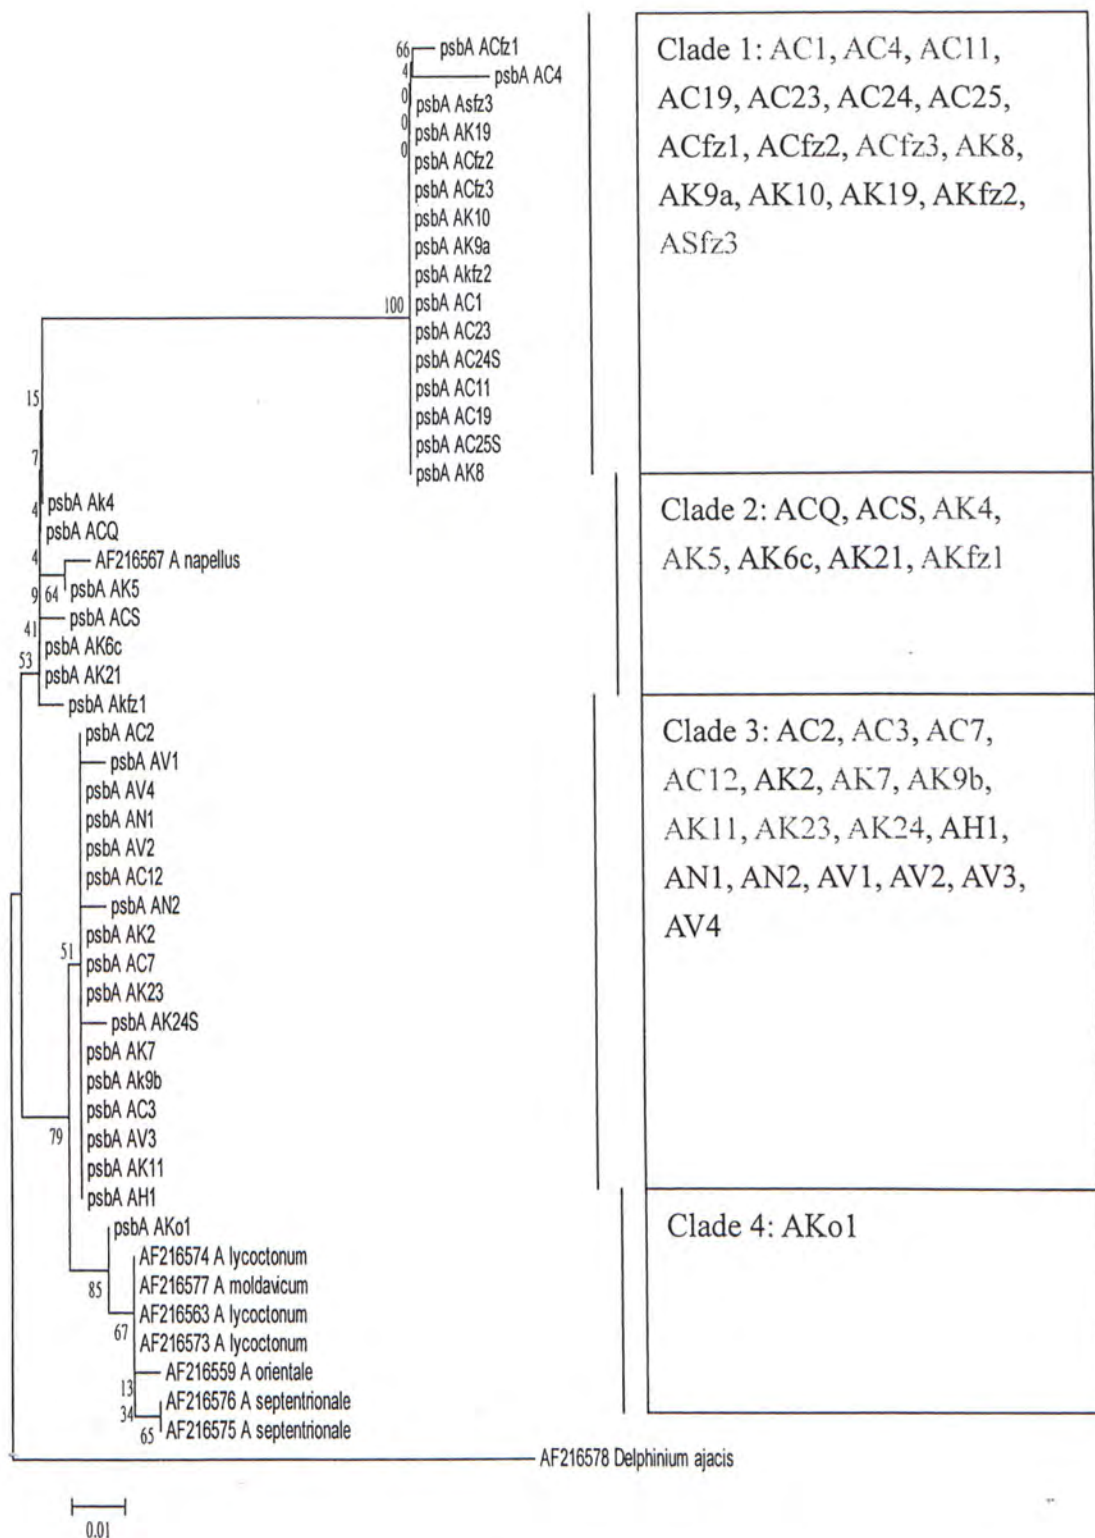 66
psbA ACfz1
4
psbA AC4
0
psbA Asfz3
0
psbA AK19
0
psbA ACfz2
psbA ACfz3
psbA AK10
psbA AK9a
psbA Akfz2
100
psbA AC1
psbA AC23
psbA AC24S
psbA AC11
psbA AC19
psbA AC25S
psbA AK8
15
7
4
psbA Ak4
psbA ACQ
4
AF216567 A napellus
9
64
psbA AK5
psbA ACS
41
psbA AK6c
53
psbA AK21
psbA Akfz1
psbA AC2
psbA AV1
psbA AV4
psbA AN1
psbA AV2
psbA AC12
psbA AN2
psbA AK2
51
psbA AC7
psbA AK23
psbA AK24S
psbA AK7
psbA Ak9b
psbA AC3
79
psbA AV3
psbA AK11
psbA AH1
psbA AKo1
AF216574 A lycoctonum
85
AF216577 A moldavicum
AF216563 A lycoctonum
67
AF216573 A lycoctonum
AF216559 A orientale
13
AF216576 A septentrionale
34
65
AF216575 A septentrionale
AF216578 Delphinium ajacis
0.01
Clade 1: AC1, AC4, AC11,
AC19, AC23, AC24, AC25,
ACfz1, ACfz2, ACfz3, AK8,
AK9a, AK10, AK19, AKfz2,
ASfz3
Clade 2: ACQ, ACS, AK4,
AK5, AK6c, AK21, AKfz1
Clade 3: AC2, AC3, AC7,
AC12, AK2, AK7, AK9b,
AK11, AK23, AK24, AH1,
AN1, AN2, AV1, AV2, AV3,
AV4
Clade 4: AKo1